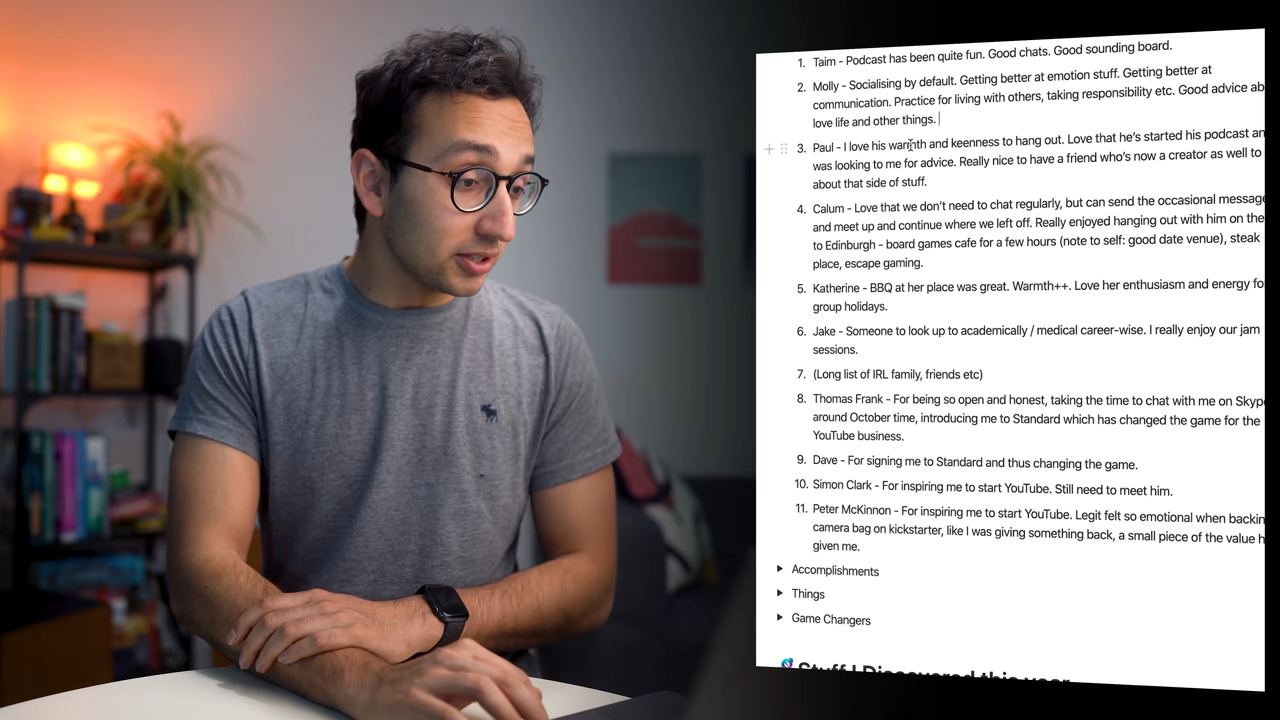 1. Taim - Podcast has been quite fun. Good chats. Good sounding board.
2. Molly - Socialising by default. Getting better at emotion stuff. Getting better at
communication. Practice for living with others, taking responsibility etc. Good advice ab
love life and other things.
3. Paul - I love his warmth and keenness to hang out. Love that he's started his podcast an
was looking to me for advice. Really nice to have a friend who's now a creator as well to
about that side of stuff.
4. Calum - Love that we don't need to chat regularly, but can send the occasional message
and meet up and continue where we left off. Really enjoyed hanging out with him on the
to Edinburgh - board games cafe for a few hours (note to self: good date venue), steak
place, escape gaming.
5. Katherine - BBQ at her place was great. Warmth++. Love her enthusiasm and energy fo
group holidays.
6. Jake - Someone to look up to academically / medical career-wise. I really enjoy our jam
sessions.
7. (Long list of IRL family, friends etc)
8. Thomas Frank - For being so open and honest, taking the time to chat with me on Skyp
around October time, introducing me to Standard which has changed the game for the
YouTube business.
9. Dave - For signing me to Standard and thus changing the game.
10. Simon Clark - For inspiring me to start YouTube. Still need to meet him.
11. Peter McKinnon - For inspiring me to start YouTube. Legit felt so emotional when backin
camera bag on kickstarter, like I was giving something back, a small piece of the value h
given me.
Accomplishments
Things
Game Changers
Stuff I Discovered this year